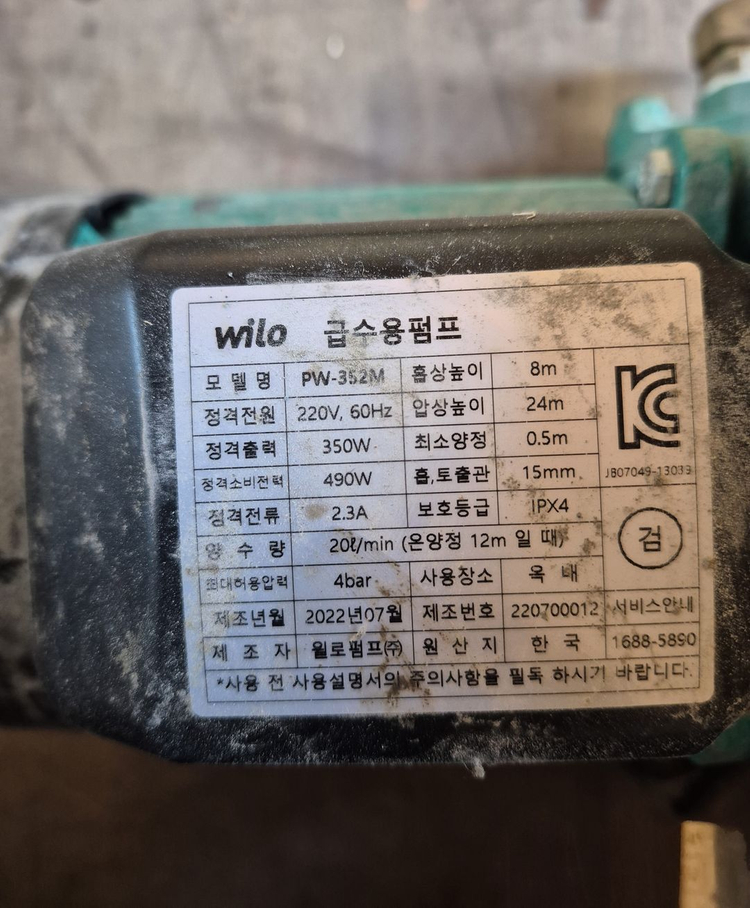 wilo 급수용펌프
모델명 PW-352M 흡상높이 8m
정격전원 220V, 60Hz 압상높이 24m
정격출력 350W 최소양정 0.5m
정격소비전력 490W 흡,토출관 15mm
JB07049-13033
정격전류 2.3A 보호등급 IPX4
양수량 20ℓ/min (온양정 12m 일 때)
검
최대허용압력 4bar 사용장소 옥내
제조년월 2022년07월 제조번호 220700012 서비스안내
제조자 윌로펌프㈜ 원산지 한국 1688-5890
*사용 전 사용설명서의 주의사항을 필독 하시기 바랍니다.